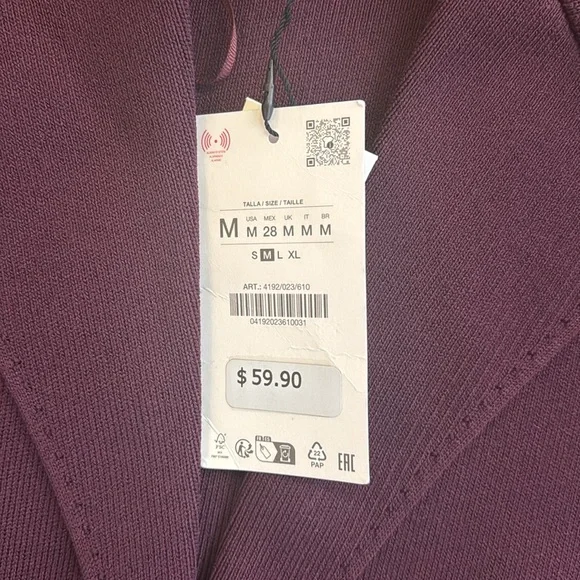 TALLA / SIZE / TAILLE
M
USA MEX UK IT BR
M 28 M M M
S M L XL
ART.: 4192/023/610
04192023610031
$ 59.90
FSC
22
PAP
EAC